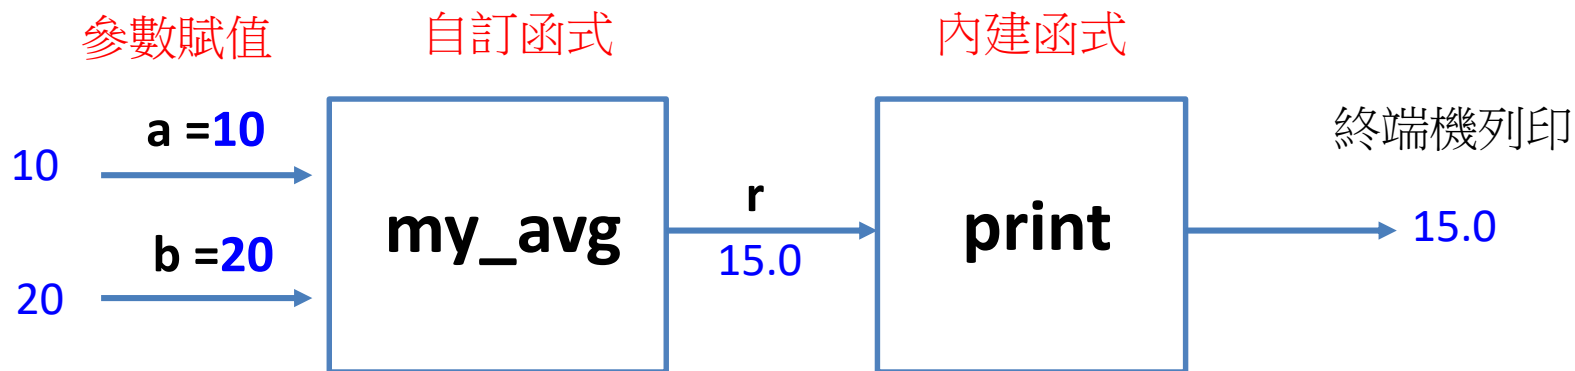 參數賦值
自訂函式
內建函式
a =10
10
b =20
20
my_avg
r
15.0
print
終端機列印
15.0